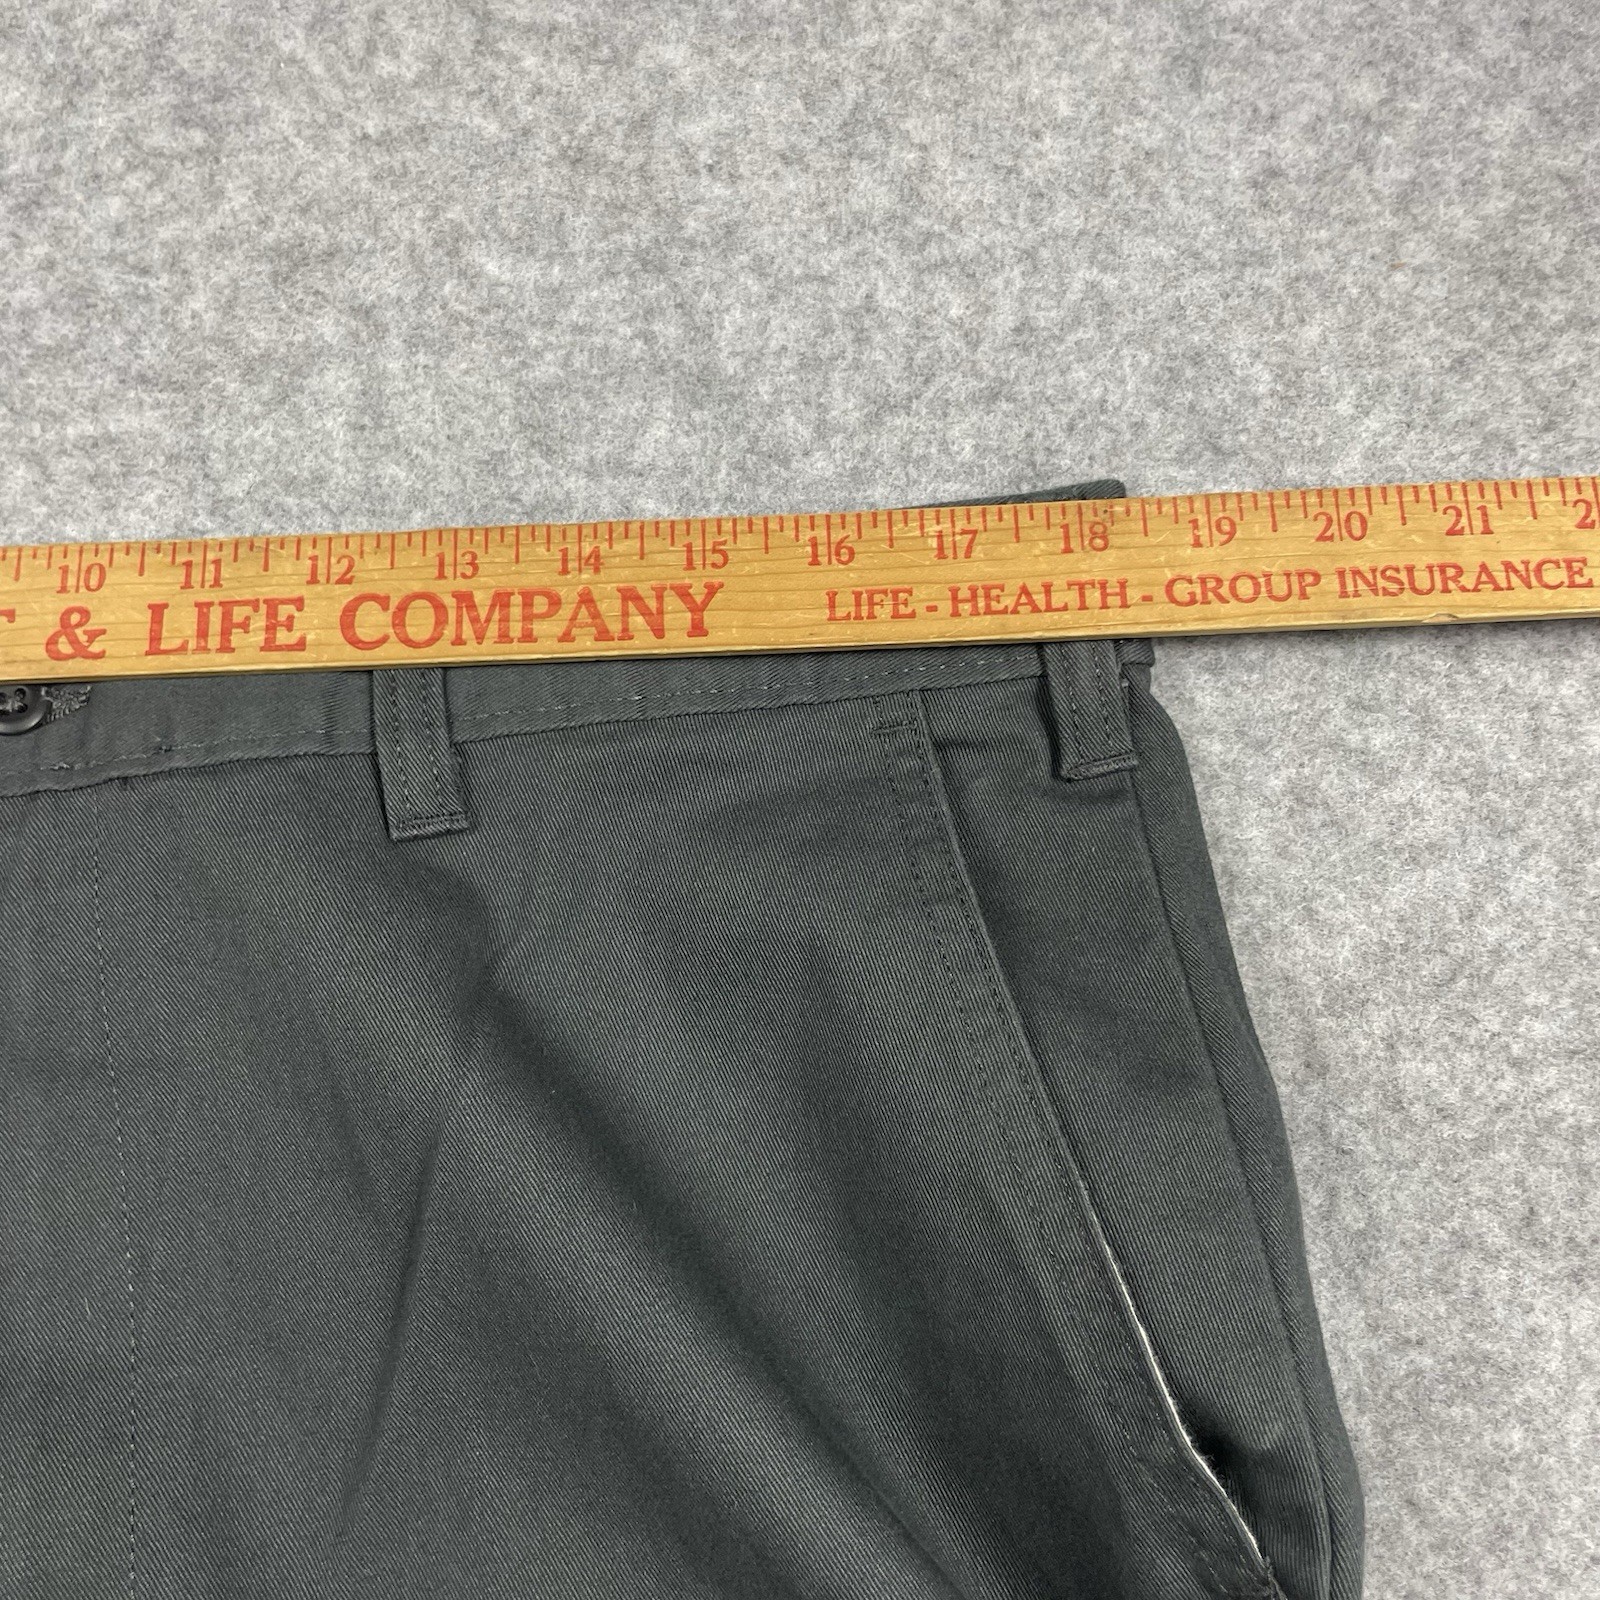 10 11 12 13 14 15 16 17 18 19 20 21
& LIFE COMPANY LIFE - HEALTH - GROUP INSURANCE